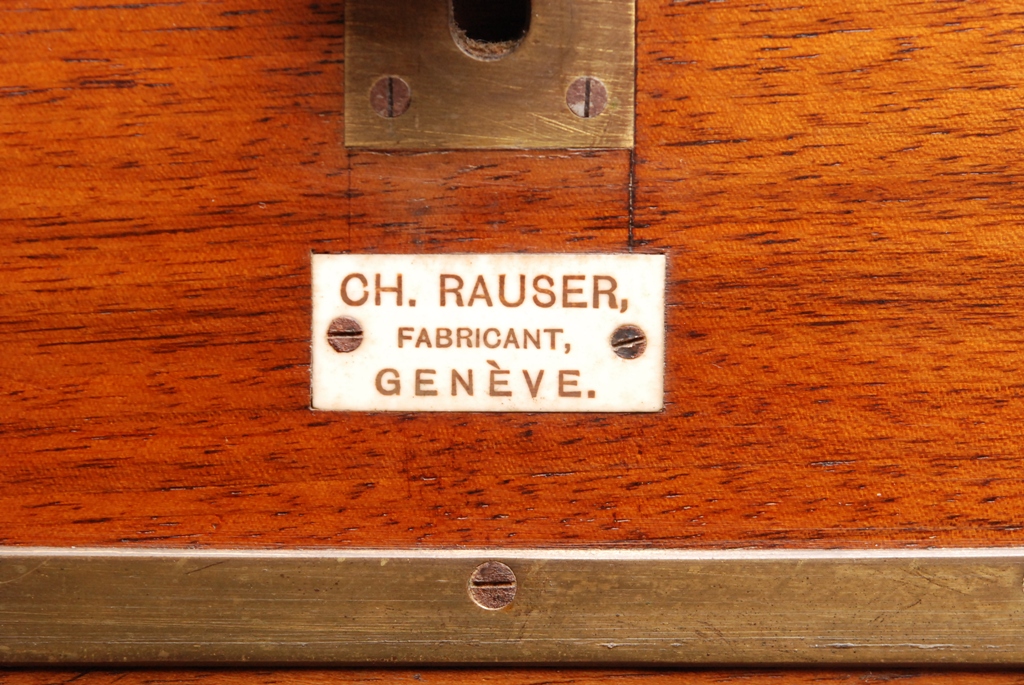 CH. RAUSER,
FABRICANT,
GENÈVE.